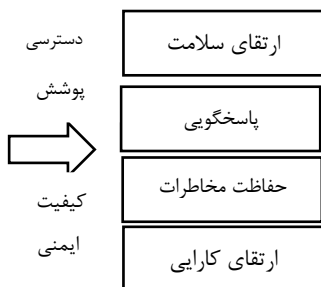 دسترسی
پوشش
کیفیت
ایمنی
ارتقای سلامت
پاسخگویی
حفاظت مخاطرات
ارتقای کارایی